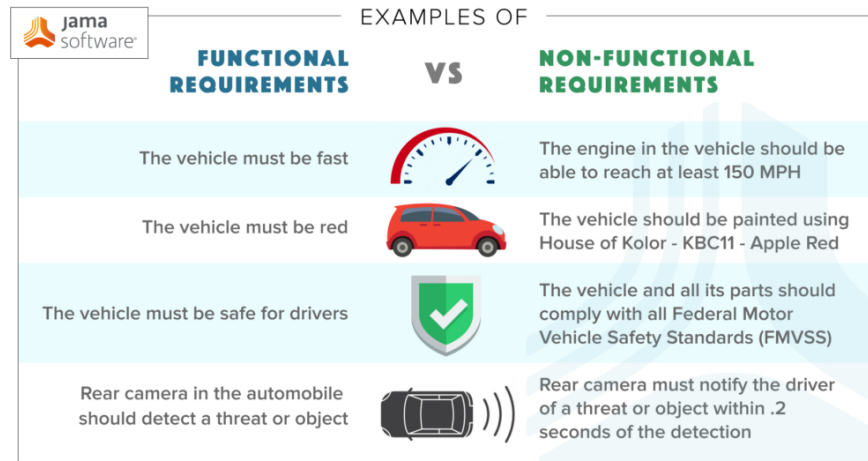 jama
software®
EXAMPLES OF
FUNCTIONAL
REQUIREMENTS
VS
NON-FUNCTIONAL
REQUIREMENTS
The vehicle must be fast
The engine in the vehicle should be
able to reach at least 150 MPH
The vehicle must be red
The vehicle should be painted using
House of Kolor - KBC11 - Apple Red
The vehicle must be safe for drivers
The vehicle and all its parts should
comply with all Federal Motor
Vehicle Safety Standards (FMVSS)
Rear camera in the automobile
should detect a threat or object
Rear camera must notify the driver
of a threat or object within .2
seconds of the detection